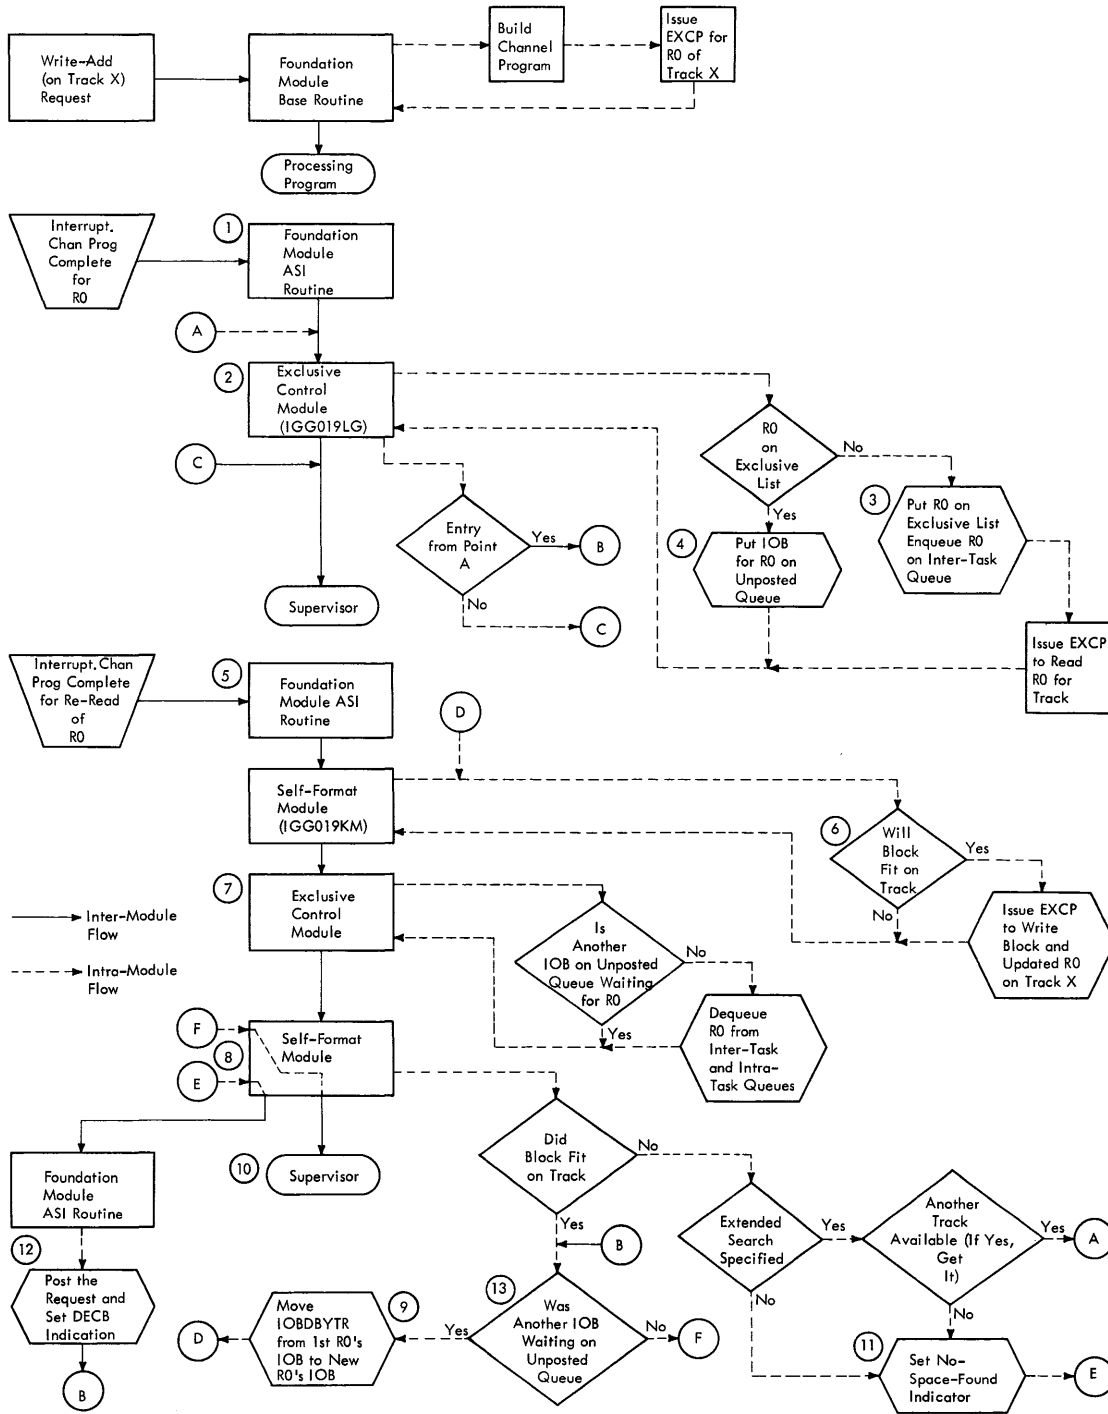 Write-Add
(on Track X)
Request
Foundation
Module
Base Routine
Build
Channel
Program
Issue
EXCP for
R0 of
Track X
Processing
Program
Interrupt.
Chan Prog
Complete
for
R0
1
Foundation
Module
ASI
Routine
A
2
Exclusive
Control
Module
(IGG019LG)
C
R0
on
Exclusive
List
No
Yes
3
Put R0 on
Exclusive List
Enqueue R0
on Inter-Task
Queue
4
Put IOB
for R0 on
Unposted
Queue
Entry
from Point
A
Yes
B
No
C
Supervisor
Issue EXCP
to Read
R0 for
Track
Interrupt.Chan
Prog Complete
for Re-Read
of
R0
5
Foundation
Module ASI
Routine
D
Self-Format
Module
(IGG019KM)
6
Will
Block
Fit on
Track
Yes
No
Issue EXCP
to Write
Block and
Updated R0
on Track X
7
Exclusive
Control
Module
Is
Another
IOB on Unposted
Queue Waiting
for R0
No
Yes
Dequeue
R0 from
Inter-Task
and Intra-
Task Queues
Inter-Module
Flow
Intra-Module
Flow
F
8
E
Self-Format
Module
10
Supervisor
Foundation
Module
ASI Routine
12
Post the
Request and
Set DECB
Indication
B
Did
Block Fit
on Track
No
Yes
B
Extended
Search
Specified
Yes
No
Another
Track
Available (If Yes,
Get
It)
Yes
A
No
13
Was
Another IOB
Waiting on
Unposted
Queue
Yes
No
F
9
Move
IOBDBYTR
from 1st R0's
IOB to New
R0's IOB
D
11
Set No-
Space-Found
Indicator
E